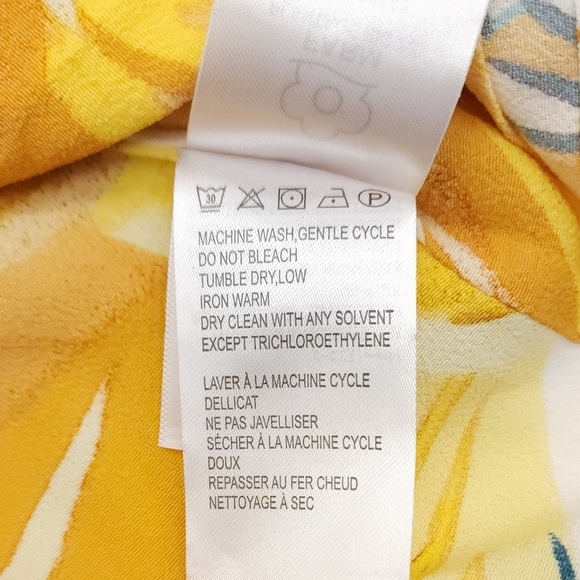 30
P
MACHINE WASH,GENTLE CYCLE
DO NOT BLEACH
TUMBLE DRY,LOW
IRON WARM
DRY CLEAN WITH ANY SOLVENT
EXCEPT TRICHLOROETHYLENE
LAVER À LA MACHINE CYCLE
DELLICAT
NE PAS JAVELLISER
SÉCHER À LA MACHINE CYCLE
DOUX
REPASSER AU FER CHEUD
NETTOYAGE À SEC